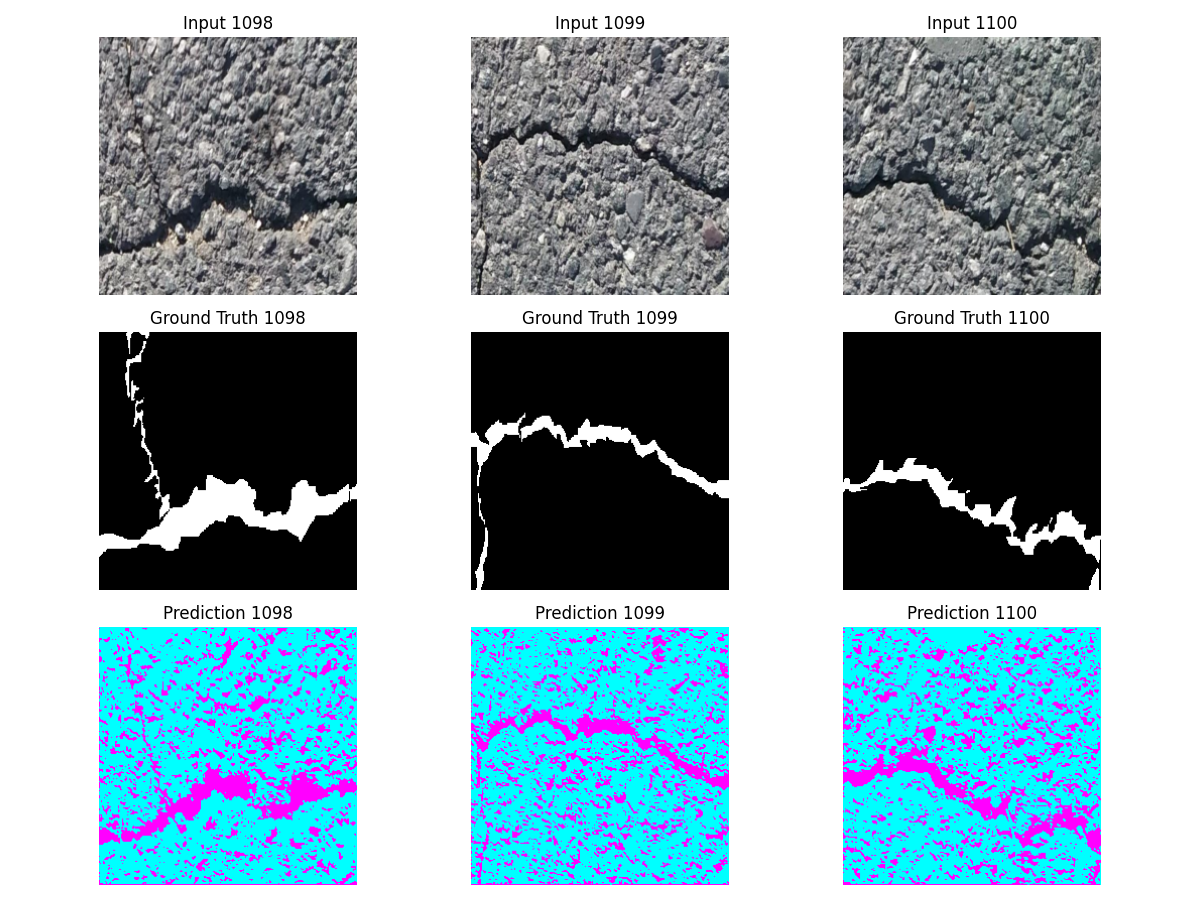 Input 1098
Input 1099
Input 1100
Ground Truth 1098
Ground Truth 1099
Ground Truth 1100
Prediction 1098
Prediction 1099
Prediction 1100